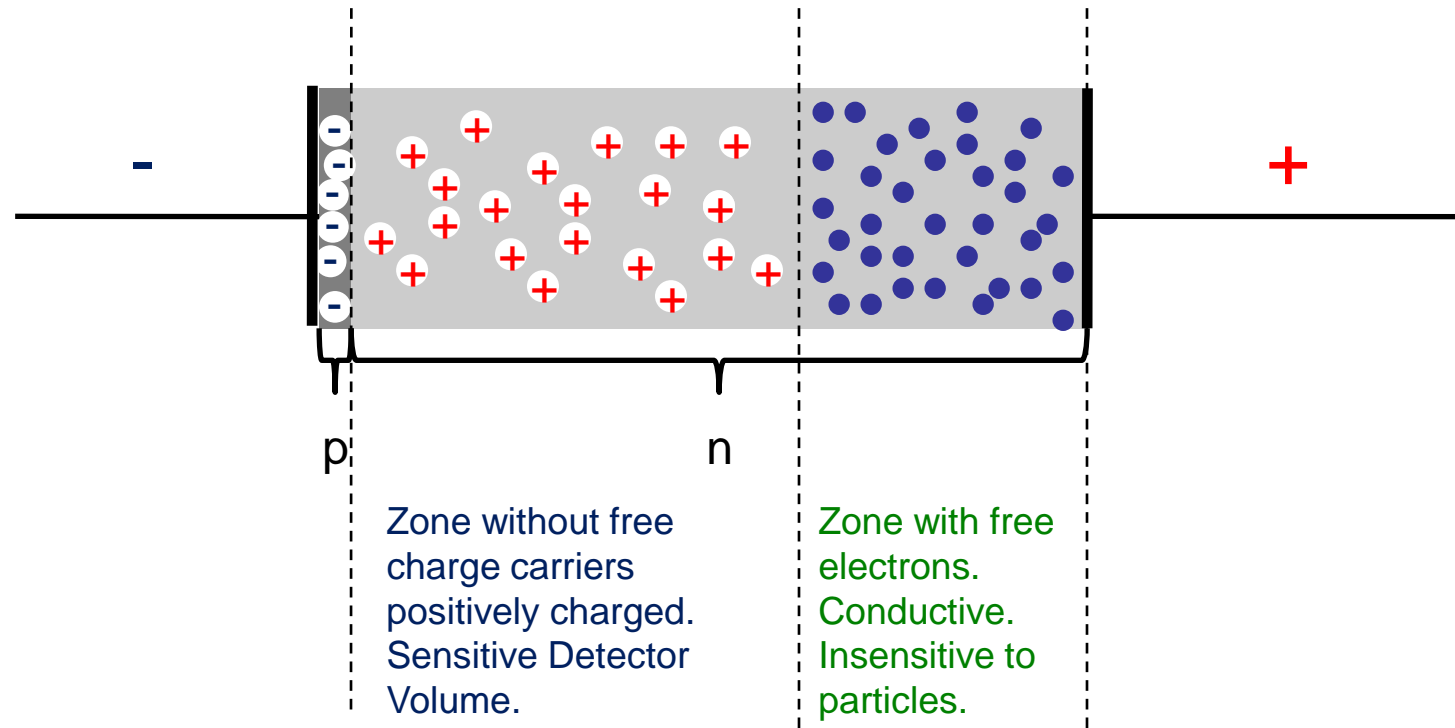 -
+
p
n
Zone without free
charge carriers
positively charged.
Sensitive Detector
Volume.
Zone with free
electrons.
Conductive.
Insensitive to
particles.